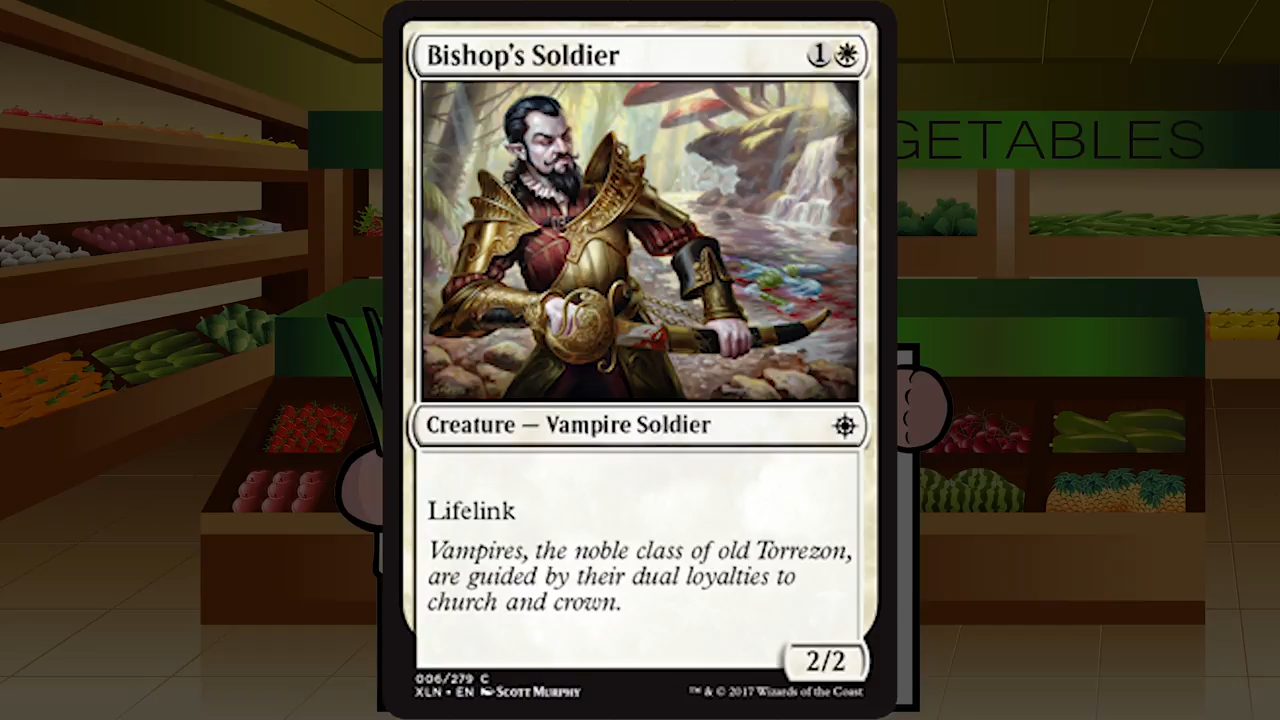 Bishop's Soldier
1
GETABLES
Creature — Vampire Soldier
Lifelink
Vampires, the noble class of old Torrezon,
are guided by their dual loyalties to
church and crown.
2/2
006/279 C
XLN • EN Scott Murphy
™ & © 2017 Wizards of the Coast